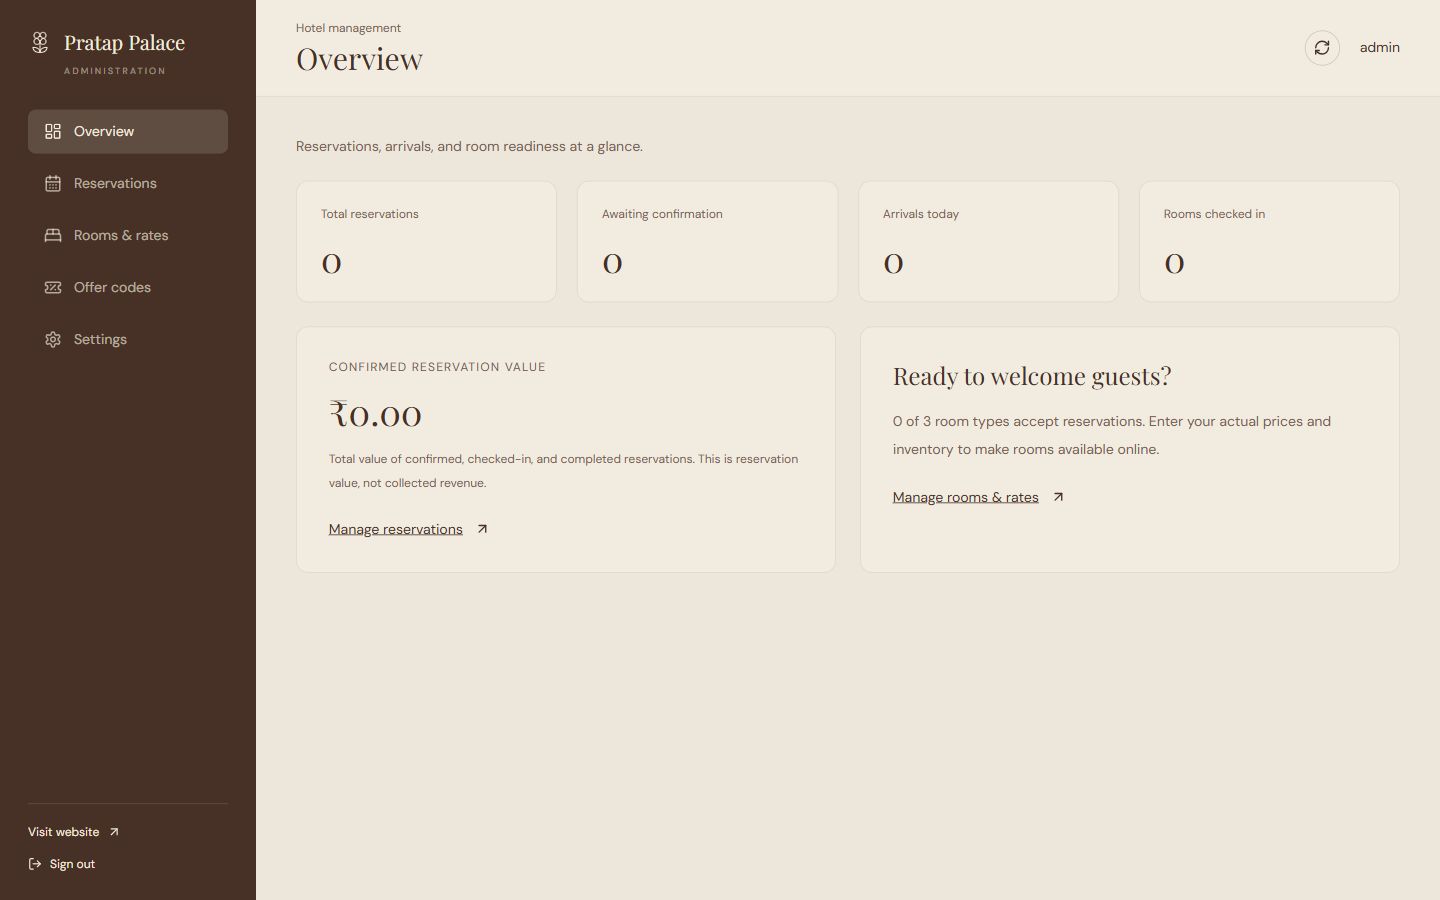 Pratap Palace
ADMINISTRATION
Overview
Reservations
Rooms & rates
Offer codes
Settings
Visit website
Sign out
Hotel management
Overview
admin
Reservations, arrivals, and room readiness at a glance.
Total reservations
0
Awaiting confirmation
0
Arrivals today
0
Rooms checked in
0
CONFIRMED RESERVATION VALUE
₹0.00
Total value of confirmed, checked-in, and completed reservations. This is reservation
value, not collected revenue.
Manage reservations
Ready to welcome guests?
0 of 3 room types accept reservations. Enter your actual prices and
inventory to make rooms available online.
Manage rooms & rates